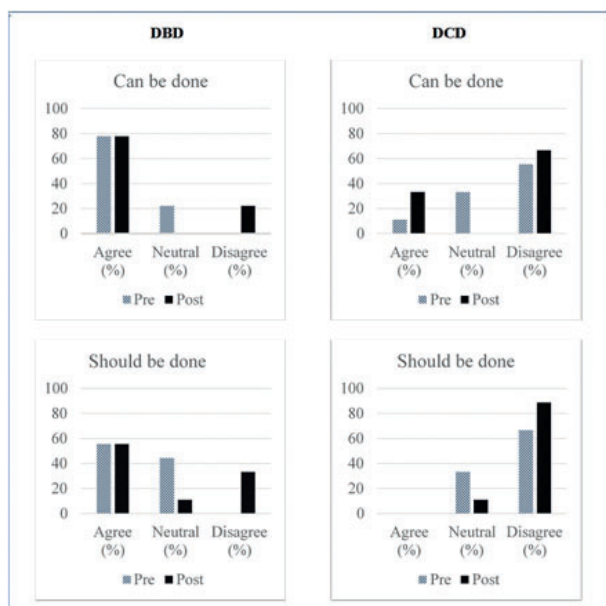 DBD
DCD
Can be done
100
80
60
40
20
0
Agree (%)
Neutral (%)
Disagree (%)
Pre
Post
Can be done
100
80
60
40
20
0
Agree (%)
Neutral (%)
Disagree (%)
Pre
Post
Should be done
100
80
60
40
20
0
Agree (%)
Neutral (%)
Disagree (%)
Pre
Post
Should be done
100
80
60
40
20
0
Agree (%)
Neutral (%)
Disagree (%)
Pre
Post